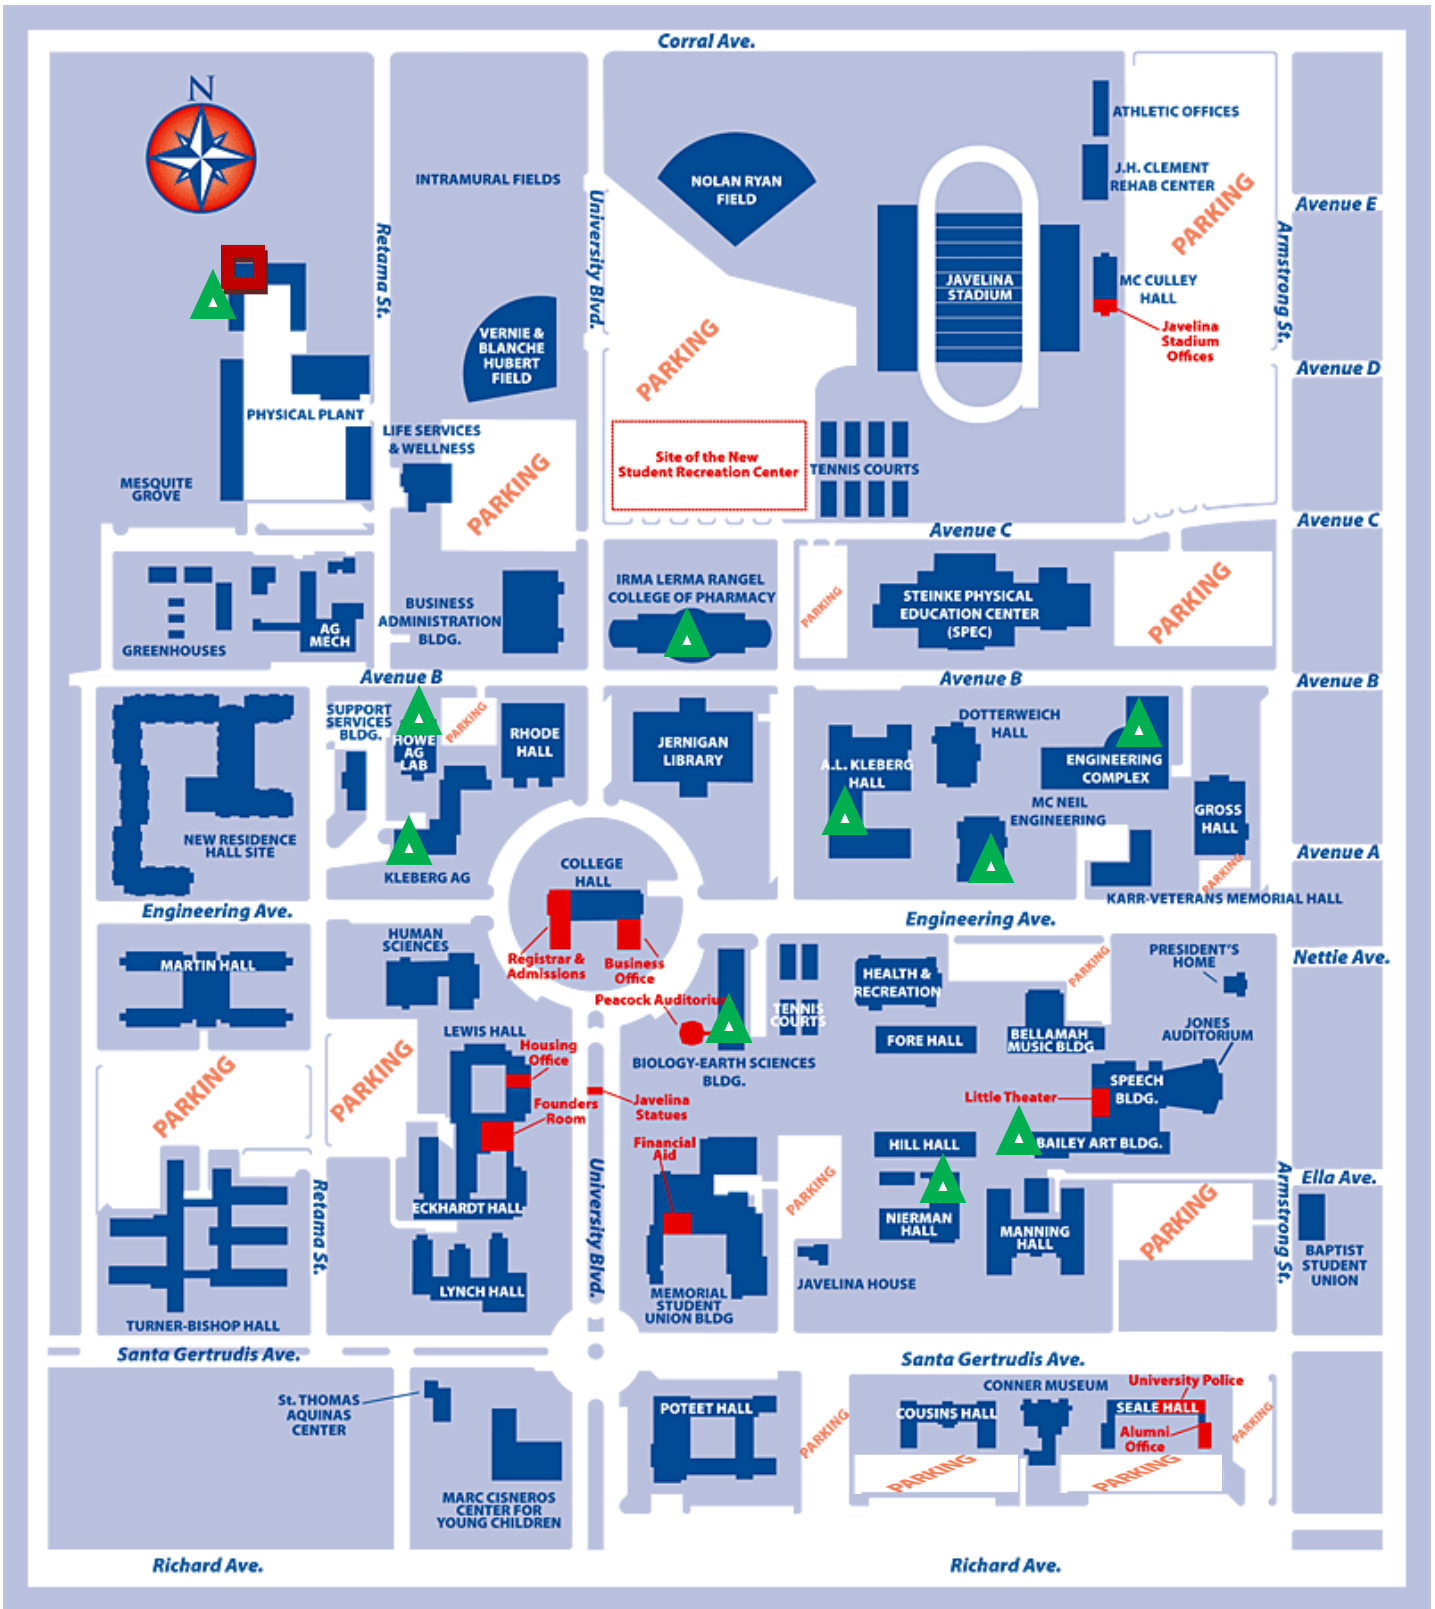 Corral Ave.
N
ATHLETIC OFFICES
INTRAMURAL FIELDS
NOLAN RYAN
FIELD
J.H. CLEMENT
REHAB CENTER
PARKING
Avenue E
University Blvd.
Retama St.
Armstrong St.
JAVELINA
STADIUM
MC CULLEY
HALL
Javelina
Stadium
Offices
VERNIE &
BLANCHE
HUBERT
FIELD
PARKING
Avenue D
PHYSICAL PLANT
LIFE SERVICES
& WELLNESS
Site of the New
Student Recreation Center
TENNIS COURTS
MESQUITE
GROVE
PARKING
Avenue C
Avenue C
IRMA LERMA RANGEL
COLLEGE OF PHARMACY
BUSINESS
ADMINISTRATION
BLDG.
PARKING
STEINKE PHYSICAL
EDUCATION CENTER
(SPEC)
PARKING
AG
MECH
GREENHOUSES
Avenue B
Avenue B
Avenue B
SUPPORT
SERVICES
BLDG.
HOWE
AG
LAB
PARKING
RHODE
HALL
JERNIGAN
LIBRARY
A.L. KLEBERG
HALL
DOTTERWEICH
HALL
ENGINEERING
COMPLEX
MC NEIL
ENGINEERING
GROSS
HALL
NEW RESIDENCE
HALL SITE
KLEBERG AG
COLLEGE
HALL
Avenue A
PARKING
KARR-VETERANS MEMORIAL HALL
Engineering Ave.
Engineering Ave.
HUMAN
SCIENCES
MARTIN HALL
Registrar &
Admissions
Business
Office
Peacock Auditorium
TENNIS
COURTS
HEALTH &
RECREATION
PARKING
PRESIDENT'S
HOME
Nettie Ave.
LEWIS HALL
Housing
Office
BIOLOGY-EARTH SCIENCES
BLDG.
FORE HALL
BELLAMAH
MUSIC BLDG
JONES
AUDITORIUM
PARKING
PARKING
Founders
Room
Javelina
Statues
Little Theater
SPEECH
BLDG.
Financial
Aid
HILL HALL
BAILEY ART BLDG.
Retama St.
ECKHARDT HALL
University Blvd.
PARKING
NIERMAN
HALL
MANNING
HALL
PARKING
Armstrong St.
Ella Ave.
BAPTIST
STUDENT
UNION
LYNCH HALL
MEMORIAL
STUDENT
UNION BLDG
JAVELINA HOUSE
TURNER-BISHOP HALL
Santa Gertrudis Ave.
Santa Gertrudis Ave.
St. THOMAS
AQUINAS
CENTER
POTEET HALL
PARKING
COUSINS HALL
CONNER MUSEUM
University Police
SEALE HALL
Alumni
Office
PARKING
PARKING
PARKING
MARC CISNEROS
CENTER FOR
YOUNG CHILDREN
Richard Ave.
Richard Ave.